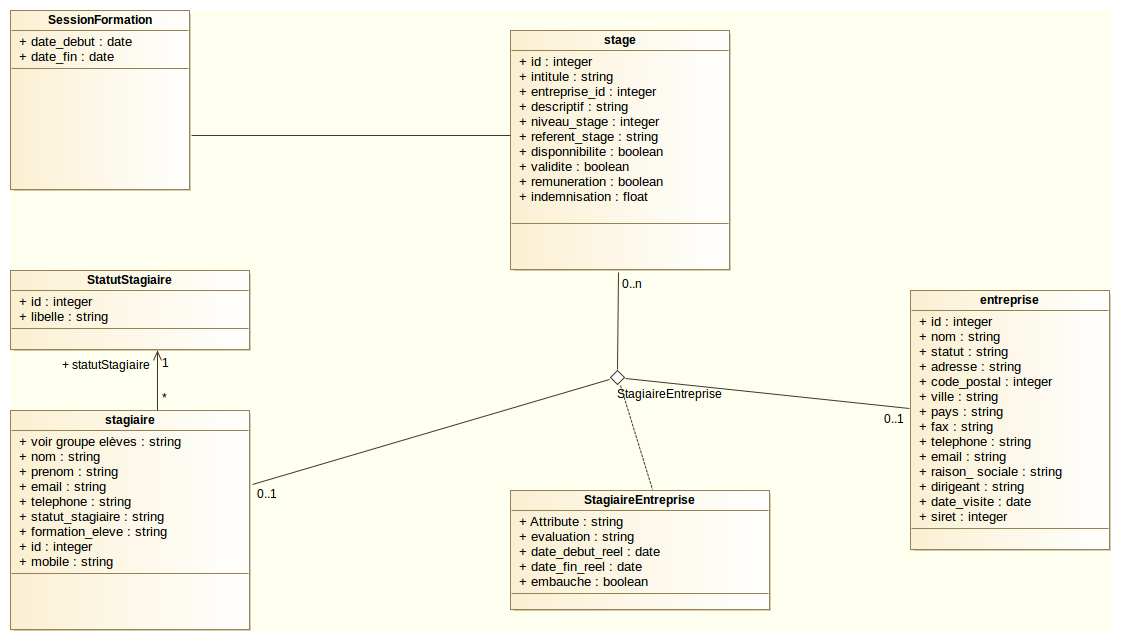 SessionFormation
+ date_debut : date
+ date_fin : date
stage
+ id : integer
+ intitule : string
+ entreprise_id : integer
+ descriptif : string
+ niveau_stage : integer
+ referent_stage : string
+ disponnibilite : boolean
+ validite : boolean
+ remuneration : boolean
+ indemnisation : float
0..n
StatutStagiaire
+ id : integer
+ libelle : string
+ statutStagiaire
1
*
stagiaire
+ voir groupe elèves : string
+ nom : string
+ prenom : string
+ email : string
+ telephone : string
+ statut_stagiaire : string
+ formation_eleve : string
+ id : integer
+ mobile : string
0..1
StagiaireEntreprise
0..1
entreprise
+ id : integer
+ nom : string
+ statut : string
+ adresse : string
+ code_postal : integer
+ ville : string
+ pays : string
+ fax : string
+ telephone : string
+ email : string
+ raison_ sociale : string
+ dirigeant : string
+ date_visite : date
+ siret : integer
StagiaireEntreprise
+ Attribute : string
+ evaluation : string
+ date_debut_reel : date
+ date_fin_reel : date
+ embauche : boolean